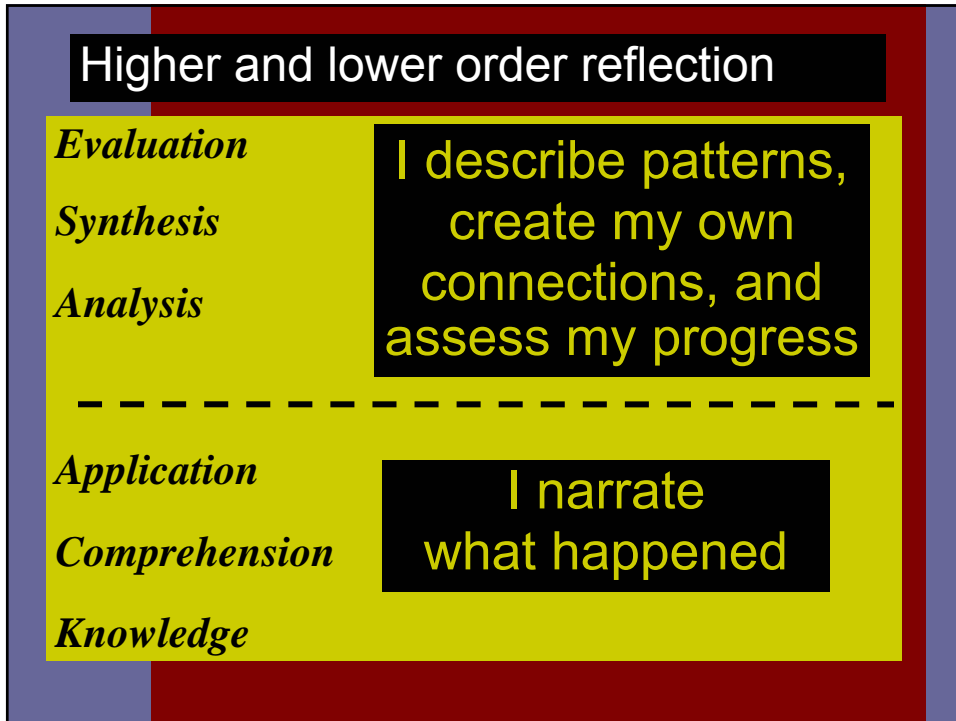 Higher and lower order reflection
Evaluation
Synthesis
Analysis
I describe patterns,
create my own
connections, and
assess my progress
Application
Comprehension
Knowledge
I narrate
what happened